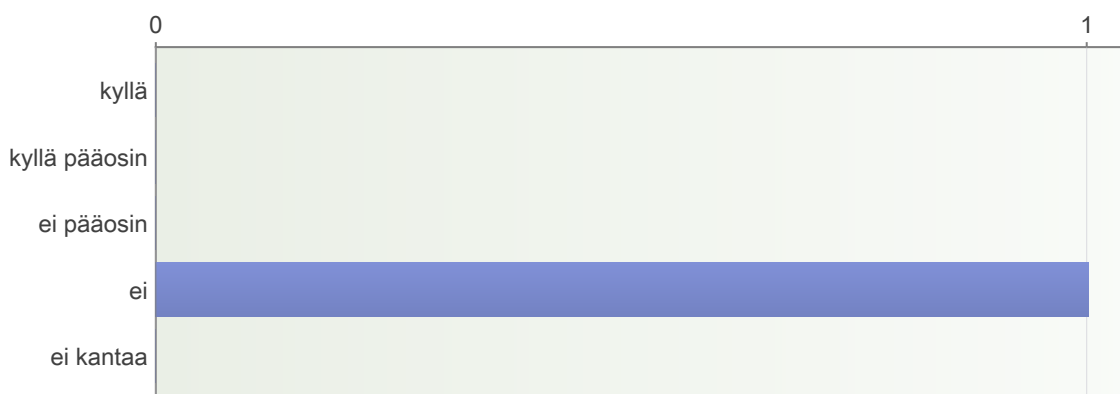 0 1
kyllä
kyllä pääosin
ei pääosin
ei
ei kantaa